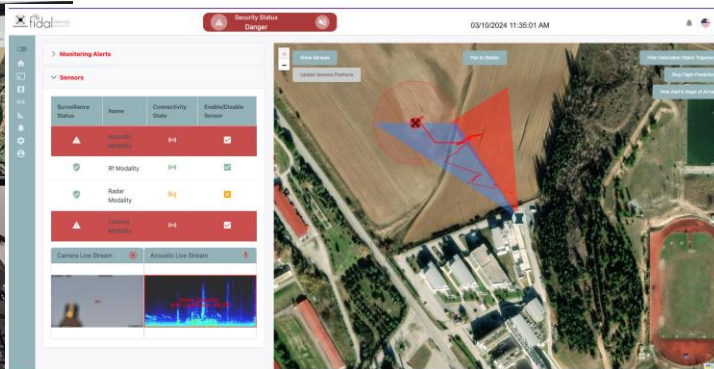 fidal
Security Status
Danger
03/10/2024 11:35:01 AM
Monitoring Alerts
Sensors
Surveillance Status
Name
Connectivity State
Enable/Disable Sensor
Acoustic Modality
Rf Modality
Radar Modality
Camera Modality
Camera Live Stream
Acoustic Live Stream
Show Sensors
Update Sensors Positions
Pan to Station
Stop Flight Prediction